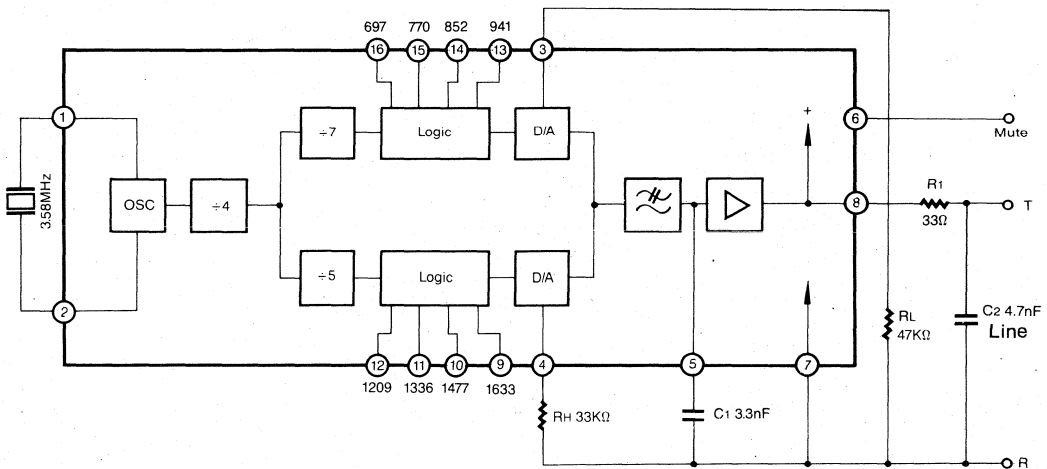 697 770 852 941
16 15 14 13 3
1 6
Mute
÷7 Logic D/A +
3.58MHz
OSC ÷4 8 R1 T
33Ω
÷5 Logic D/A
2 RL
47KΩ
C2 4.7nF
Line
12 11 10 9 4 5 7
1209 1336 1477 1633
RH 33KΩ C1 3.3nF
R